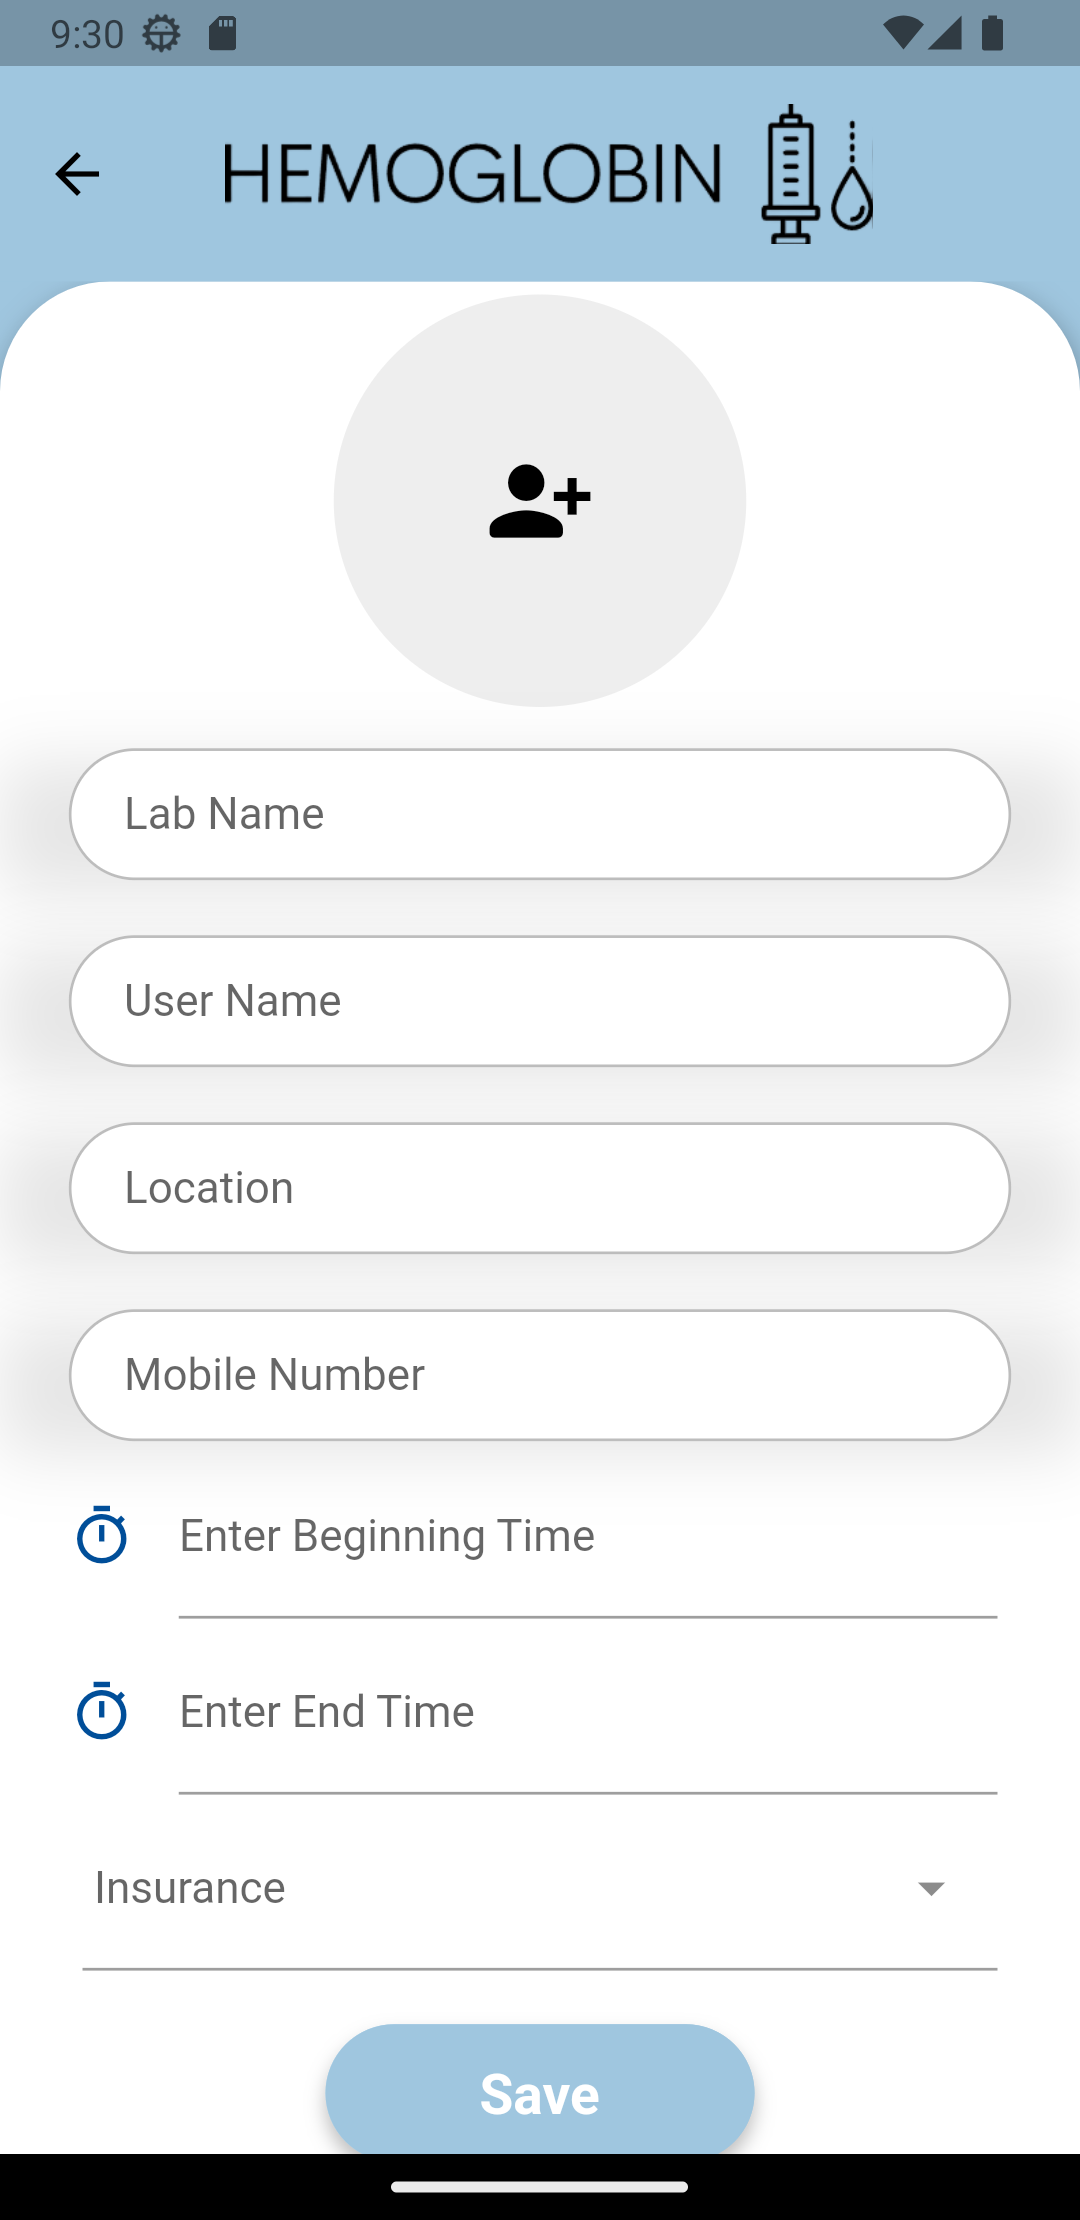 9:30
HEMOGLOBIN
Lab Name
User Name
Location
Mobile Number
Enter Beginning Time
Enter End Time
Insurance
Save